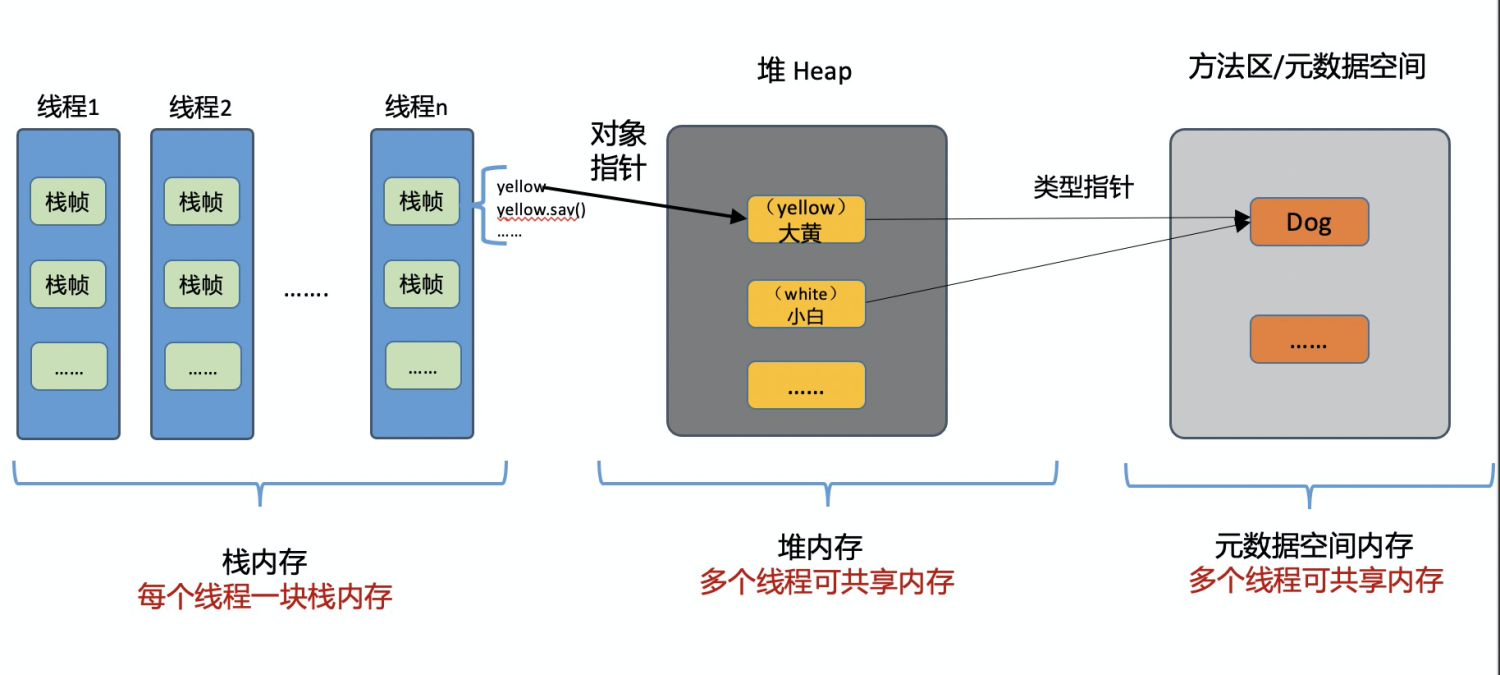 堆 Heap
方法区/元数据空间
线程1
线程2
线程n
对象
指针
类型指针
栈帧
栈帧
……
栈帧
栈帧
……
…….
栈帧
栈帧
……
yellow
yellow.sav()
……
（yellow）
大黄
（white）
小白
……
Dog
……
栈内存
每个线程一块栈内存
堆内存
多个线程可共享内存
元数据空间内存
多个线程可共享内存